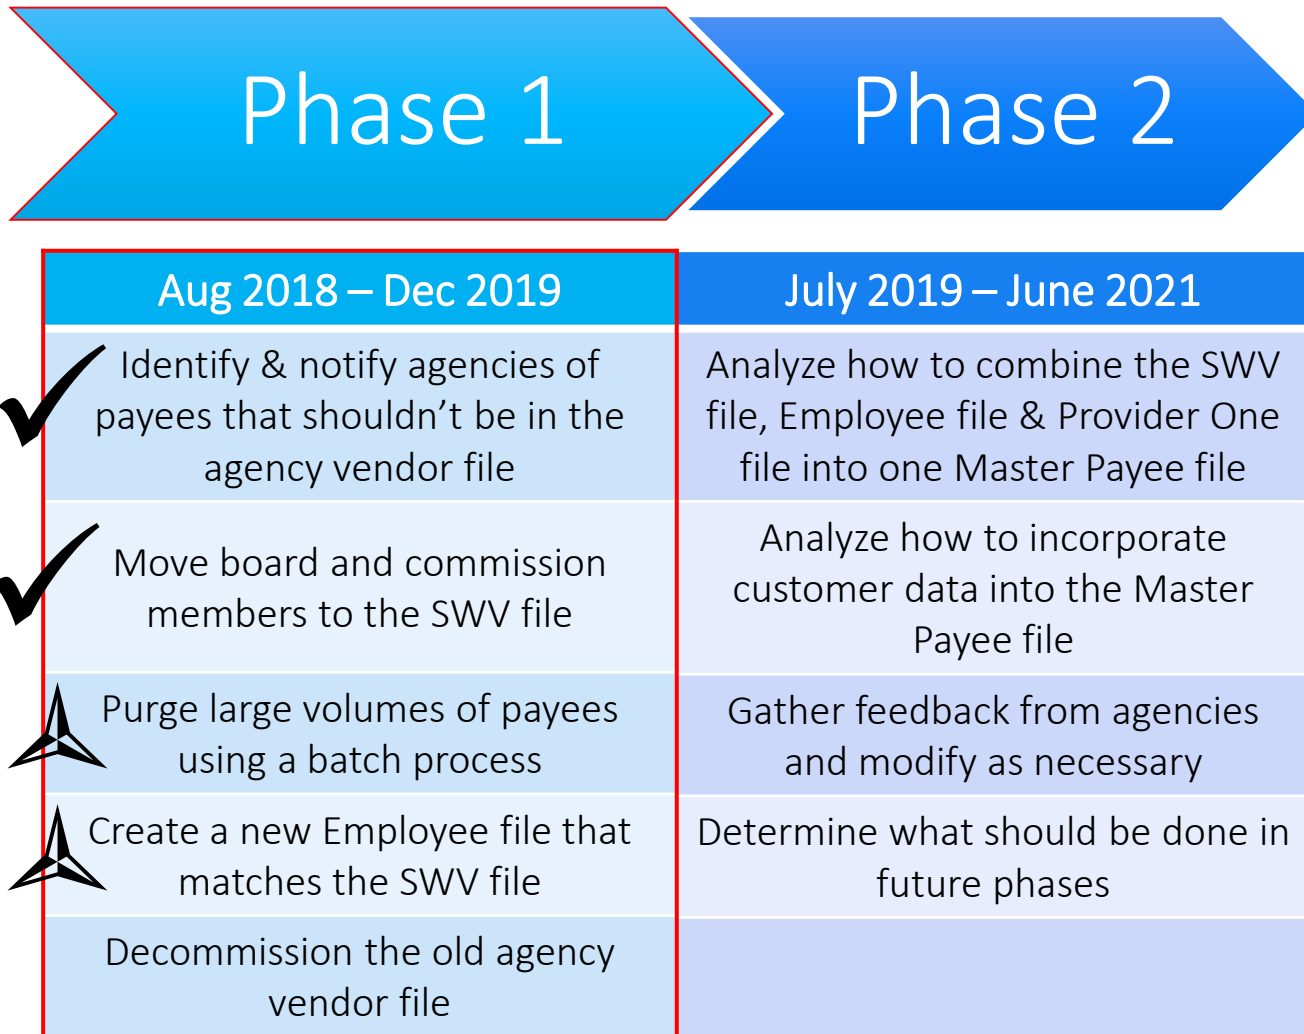 Phase 1
Phase 2
Aug 2018 – Dec 2019
July 2019 – June 2021
Identify & notify agencies of
payees that shouldn’t be in the
agency vendor file
Analyze how to combine the SWV
file, Employee file & Provider One
file into one Master Payee file
Move board and commission
members to the SWV file
Analyze how to incorporate
customer data into the Master
Payee file
Purge large volumes of payees
using a batch process
Gather feedback from agencies
and modify as necessary
Create a new Employee file that
matches the SWV file
Determine what should be done in
future phases
Decommission the old agency
vendor file